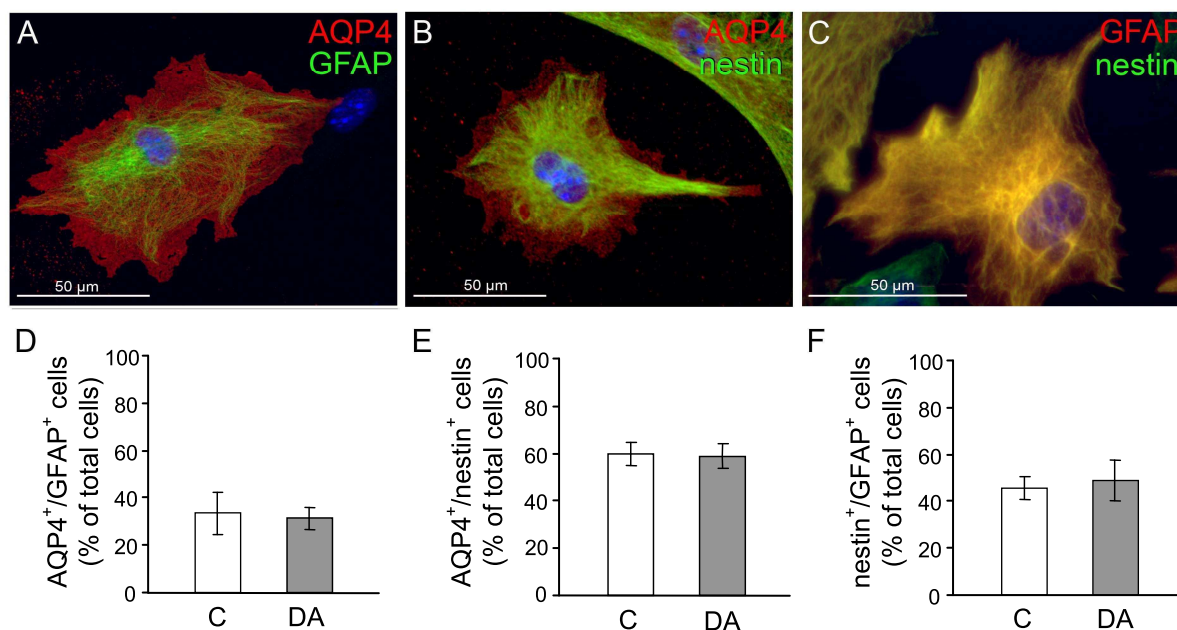 A
AQP4
GFAP
50 µm
B
AQP4
nestin
50 µm
C
GFAP
nestin
50 µm
D
AQP4⁺/GFAP⁺ cells
(% of total cells)
100
80
60
40
20
0
C
DA
E
AQP4⁺/nestin⁺ cells
(% of total cells)
100
80
60
40
20
0
C
DA
F
nestin⁺/GFAP⁺ cells
(% of total cells)
100
80
60
40
20
0
C
DA